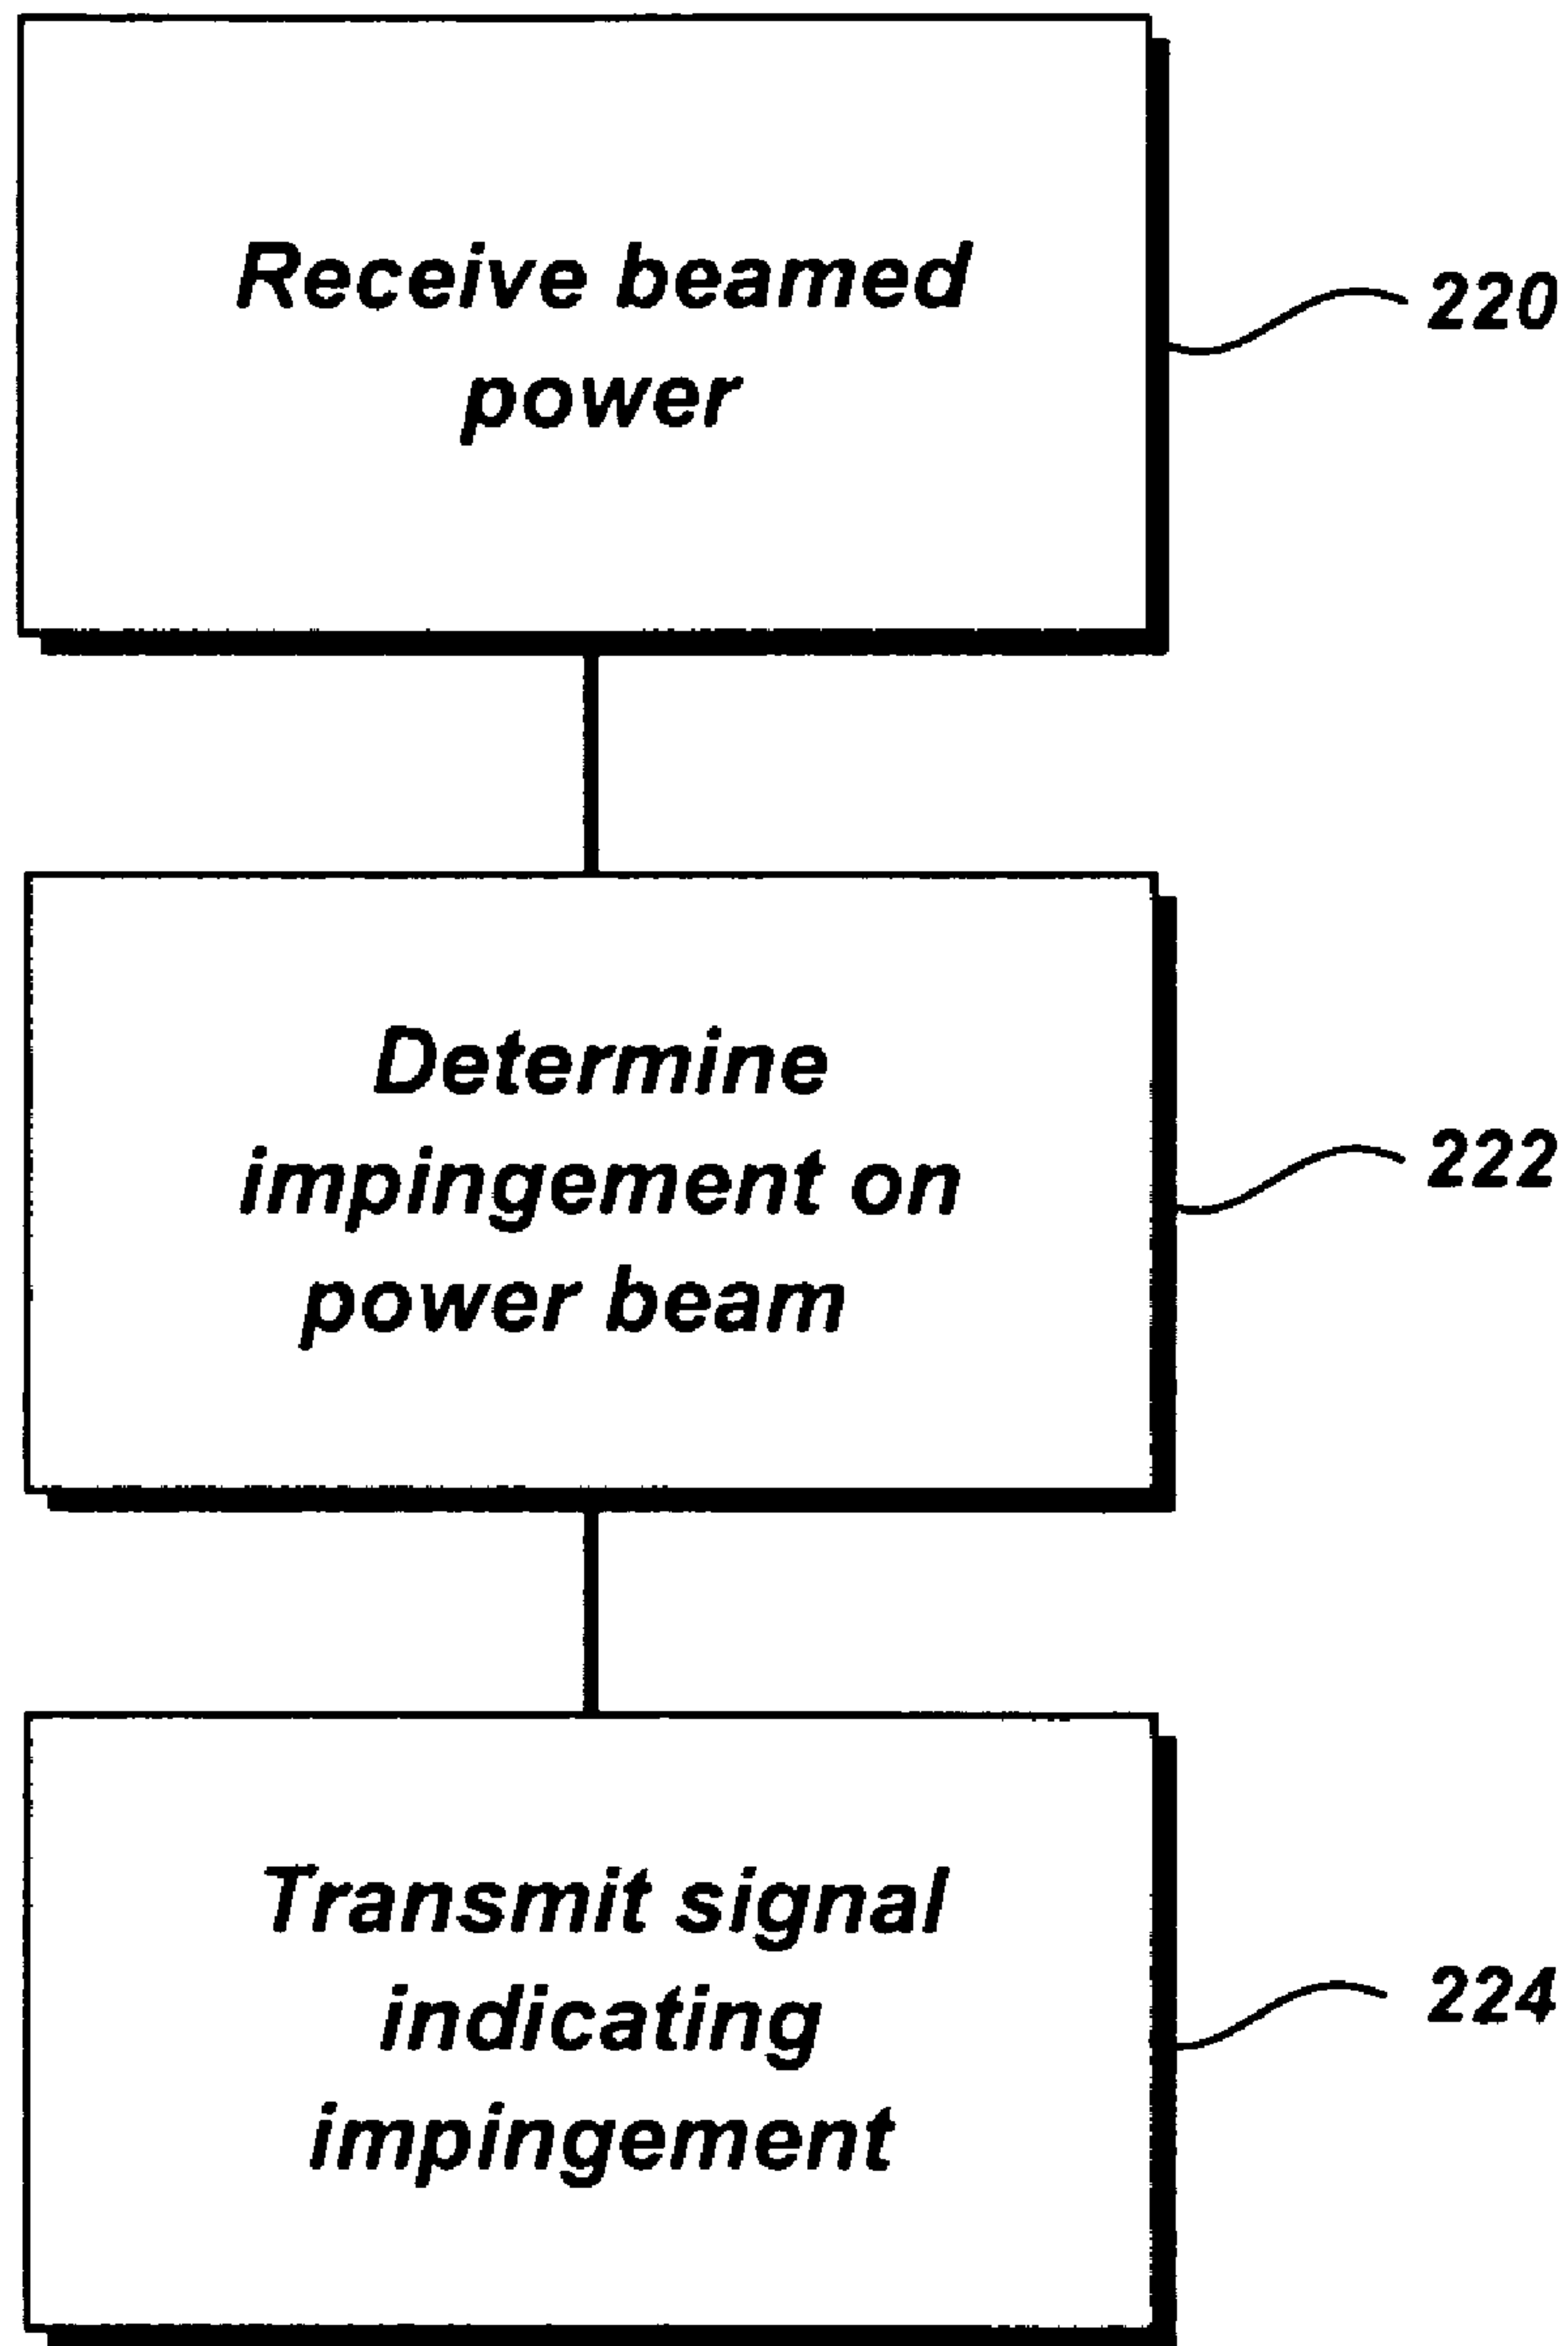 Receive beamed
power
220
Determine
impingement on
power beam
222
Transmit signal
indicating
impingement
224